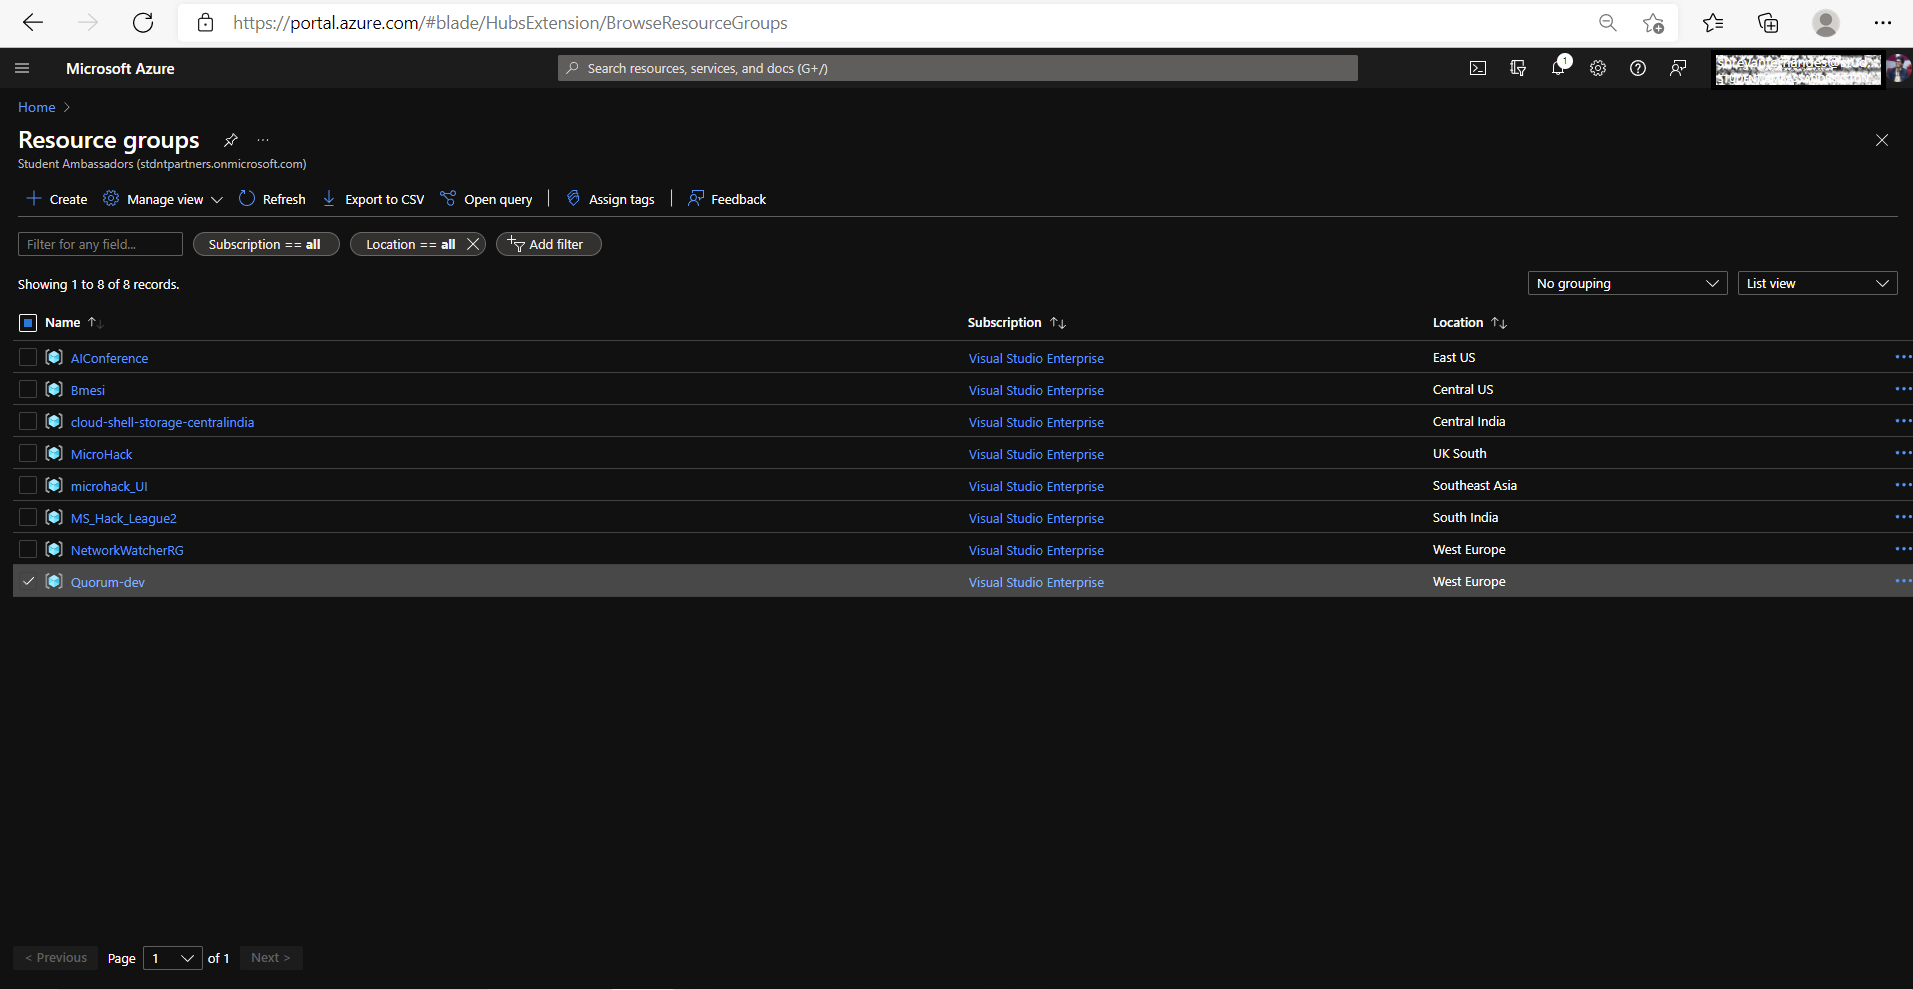 https://portal.azure.com/#blade/HubsExtension/BrowseResourceGroups
Microsoft Azure
Search resources, services, and docs (G+/)
1
Home
Resource groups
Student Ambassadors (stdntpartners.onmicrosoft.com)
Create Manage view Refresh Export to CSV Open query Assign tags Feedback
Filter for any field... Subscription == all Location == all Add filter
Showing 1 to 8 of 8 records. No grouping List view
Name Subscription Location
AIConference Visual Studio Enterprise East US
Bmesi Visual Studio Enterprise Central US
cloud-shell-storage-centralindia Visual Studio Enterprise Central India
MicroHack Visual Studio Enterprise UK South
microhack_UI Visual Studio Enterprise Southeast Asia
MS_Hack_League2 Visual Studio Enterprise South India
NetworkWatcherRG Visual Studio Enterprise West Europe
Quorum-dev Visual Studio Enterprise West Europe
< Previous Page 1 of 1 Next >